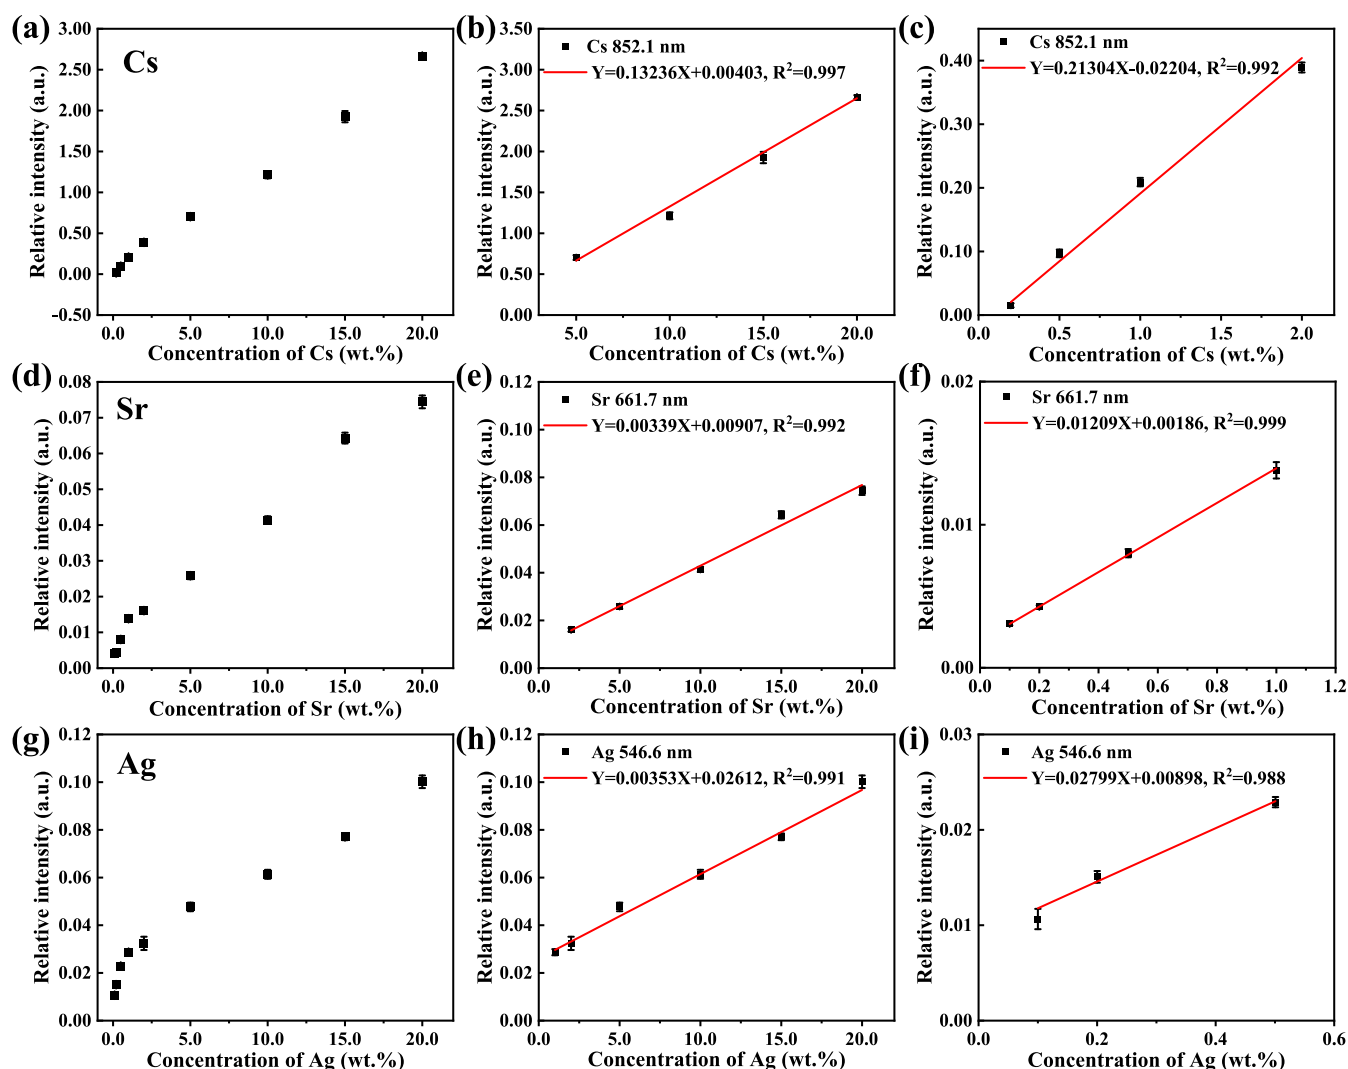 (a)
Cs
3.00
2.50
2.00
1.50
1.00
0.50
0.00
-0.50
0.0 5.0 10.0 15.0 20.0
Relative intensity (a.u.)
Concentration of Cs (wt.%)
(b)
Cs 852.1 nm
Y=0.13236X+0.00403, R²=0.997
3.50
3.00
2.50
2.00
1.50
1.00
0.50
0.00
5.0 10.0 15.0 20.0
Relative intensity (a.u.)
Concentration of Cs (wt.%)
(c)
Cs 852.1 nm
Y=0.21304X-0.02204, R²=0.992
0.40
0.30
0.20
0.10
0.00
0.0 0.5 1.0 1.5 2.0
Relative intensity (a.u.)
Concentration of Cs (wt.%)
(d)
Sr
0.08
0.07
0.06
0.05
0.04
0.03
0.02
0.01
0.00
0.0 5.0 10.0 15.0 20.0
Relative intensity (a.u.)
Concentration of Sr (wt.%)
(e)
Sr 661.7 nm
Y=0.00339X+0.00907, R²=0.992
0.12
0.10
0.08
0.06
0.04
0.02
0.00
0.0 5.0 10.0 15.0 20.0
Relative intensity (a.u.)
Concentration of Sr (wt.%)
(f)
Sr 661.7 nm
Y=0.01209X+0.00186, R²=0.999
0.02
0.01
0.00
0.0 0.2 0.4 0.6 0.8 1.0 1.2
Relative intensity (a.u.)
Concentration of Sr (wt.%)
(g)
Ag
0.12
0.10
0.08
0.06
0.04
0.02
0.00
0.0 5.0 10.0 15.0 20.0
Relative intensity (a.u.)
Concentration of Ag (wt.%)
(h)
Ag 546.6 nm
Y=0.00353X+0.02612, R²=0.991
0.12
0.10
0.08
0.06
0.04
0.02
0.00
0.0 5.0 10.0 15.0 20.0
Relative intensity (a.u.)
Concentration of Ag (wt.%)
(i)
Ag 546.6 nm
Y=0.02799X+0.00898, R²=0.988
0.03
0.02
0.01
0.00
0.0 0.2 0.4 0.6
Relative intensity (a.u.)
Concentration of Ag (wt.%)